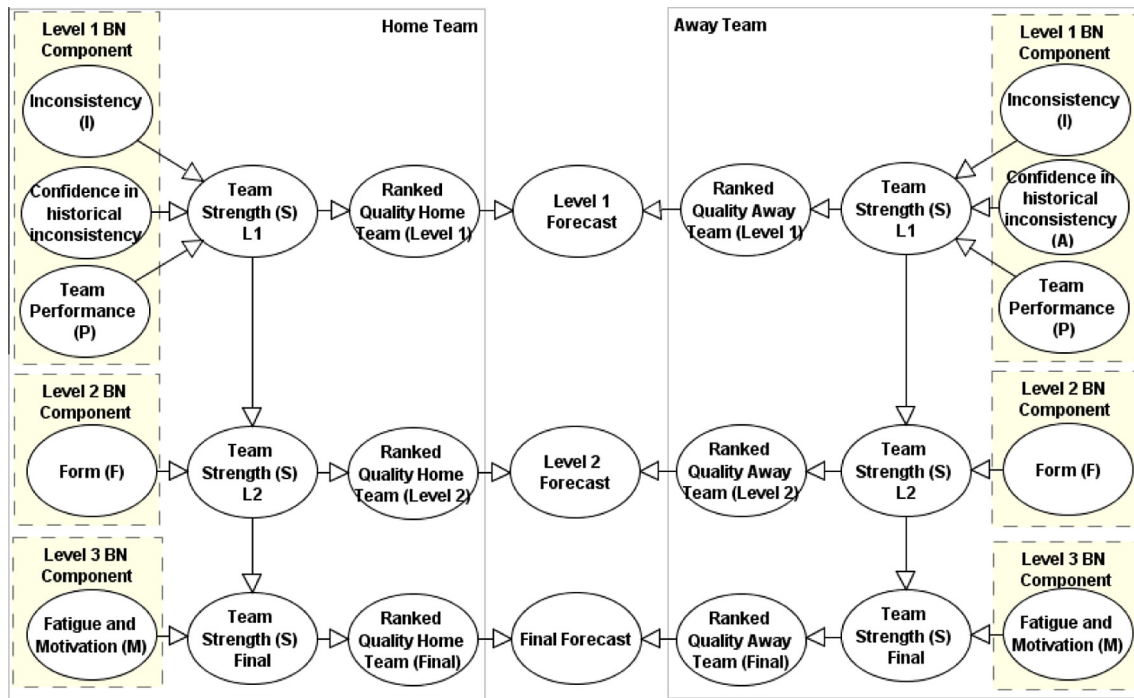 Home Team
Away Team
Level 1 BN
Component
Inconsistency
(I)
Confidence in
historical
inconsistency
Team
Performance
(P)
Team
Strength (S)
L1
Ranked
Quality Home
Team (Level 1)
Level 1
Forecast
Ranked
Quality Away
Team (Level 1)
Team
Strength (S)
L1
Level 1 BN
Component
Inconsistency
(I)
Confidence in
historical
inconsistency
(A)
Team
Performance
(P)
Level 2 BN
Component
Form (F)
Team
Strength (S)
L2
Ranked
Quality Home
Team (Level 2)
Level 2
Forecast
Ranked
Quality Away
Team (Level 2)
Team
Strength (S)
L2
Level 2 BN
Component
Form (F)
Level 3 BN
Component
Fatigue and
Motivation (M)
Team
Strength (S)
Final
Ranked
Quality Home
Team (Final)
Final Forecast
Ranked
Quality Away
Team (Final)
Team
Strength (S)
Final
Level 3 BN
Component
Fatigue and
Motivation (M)